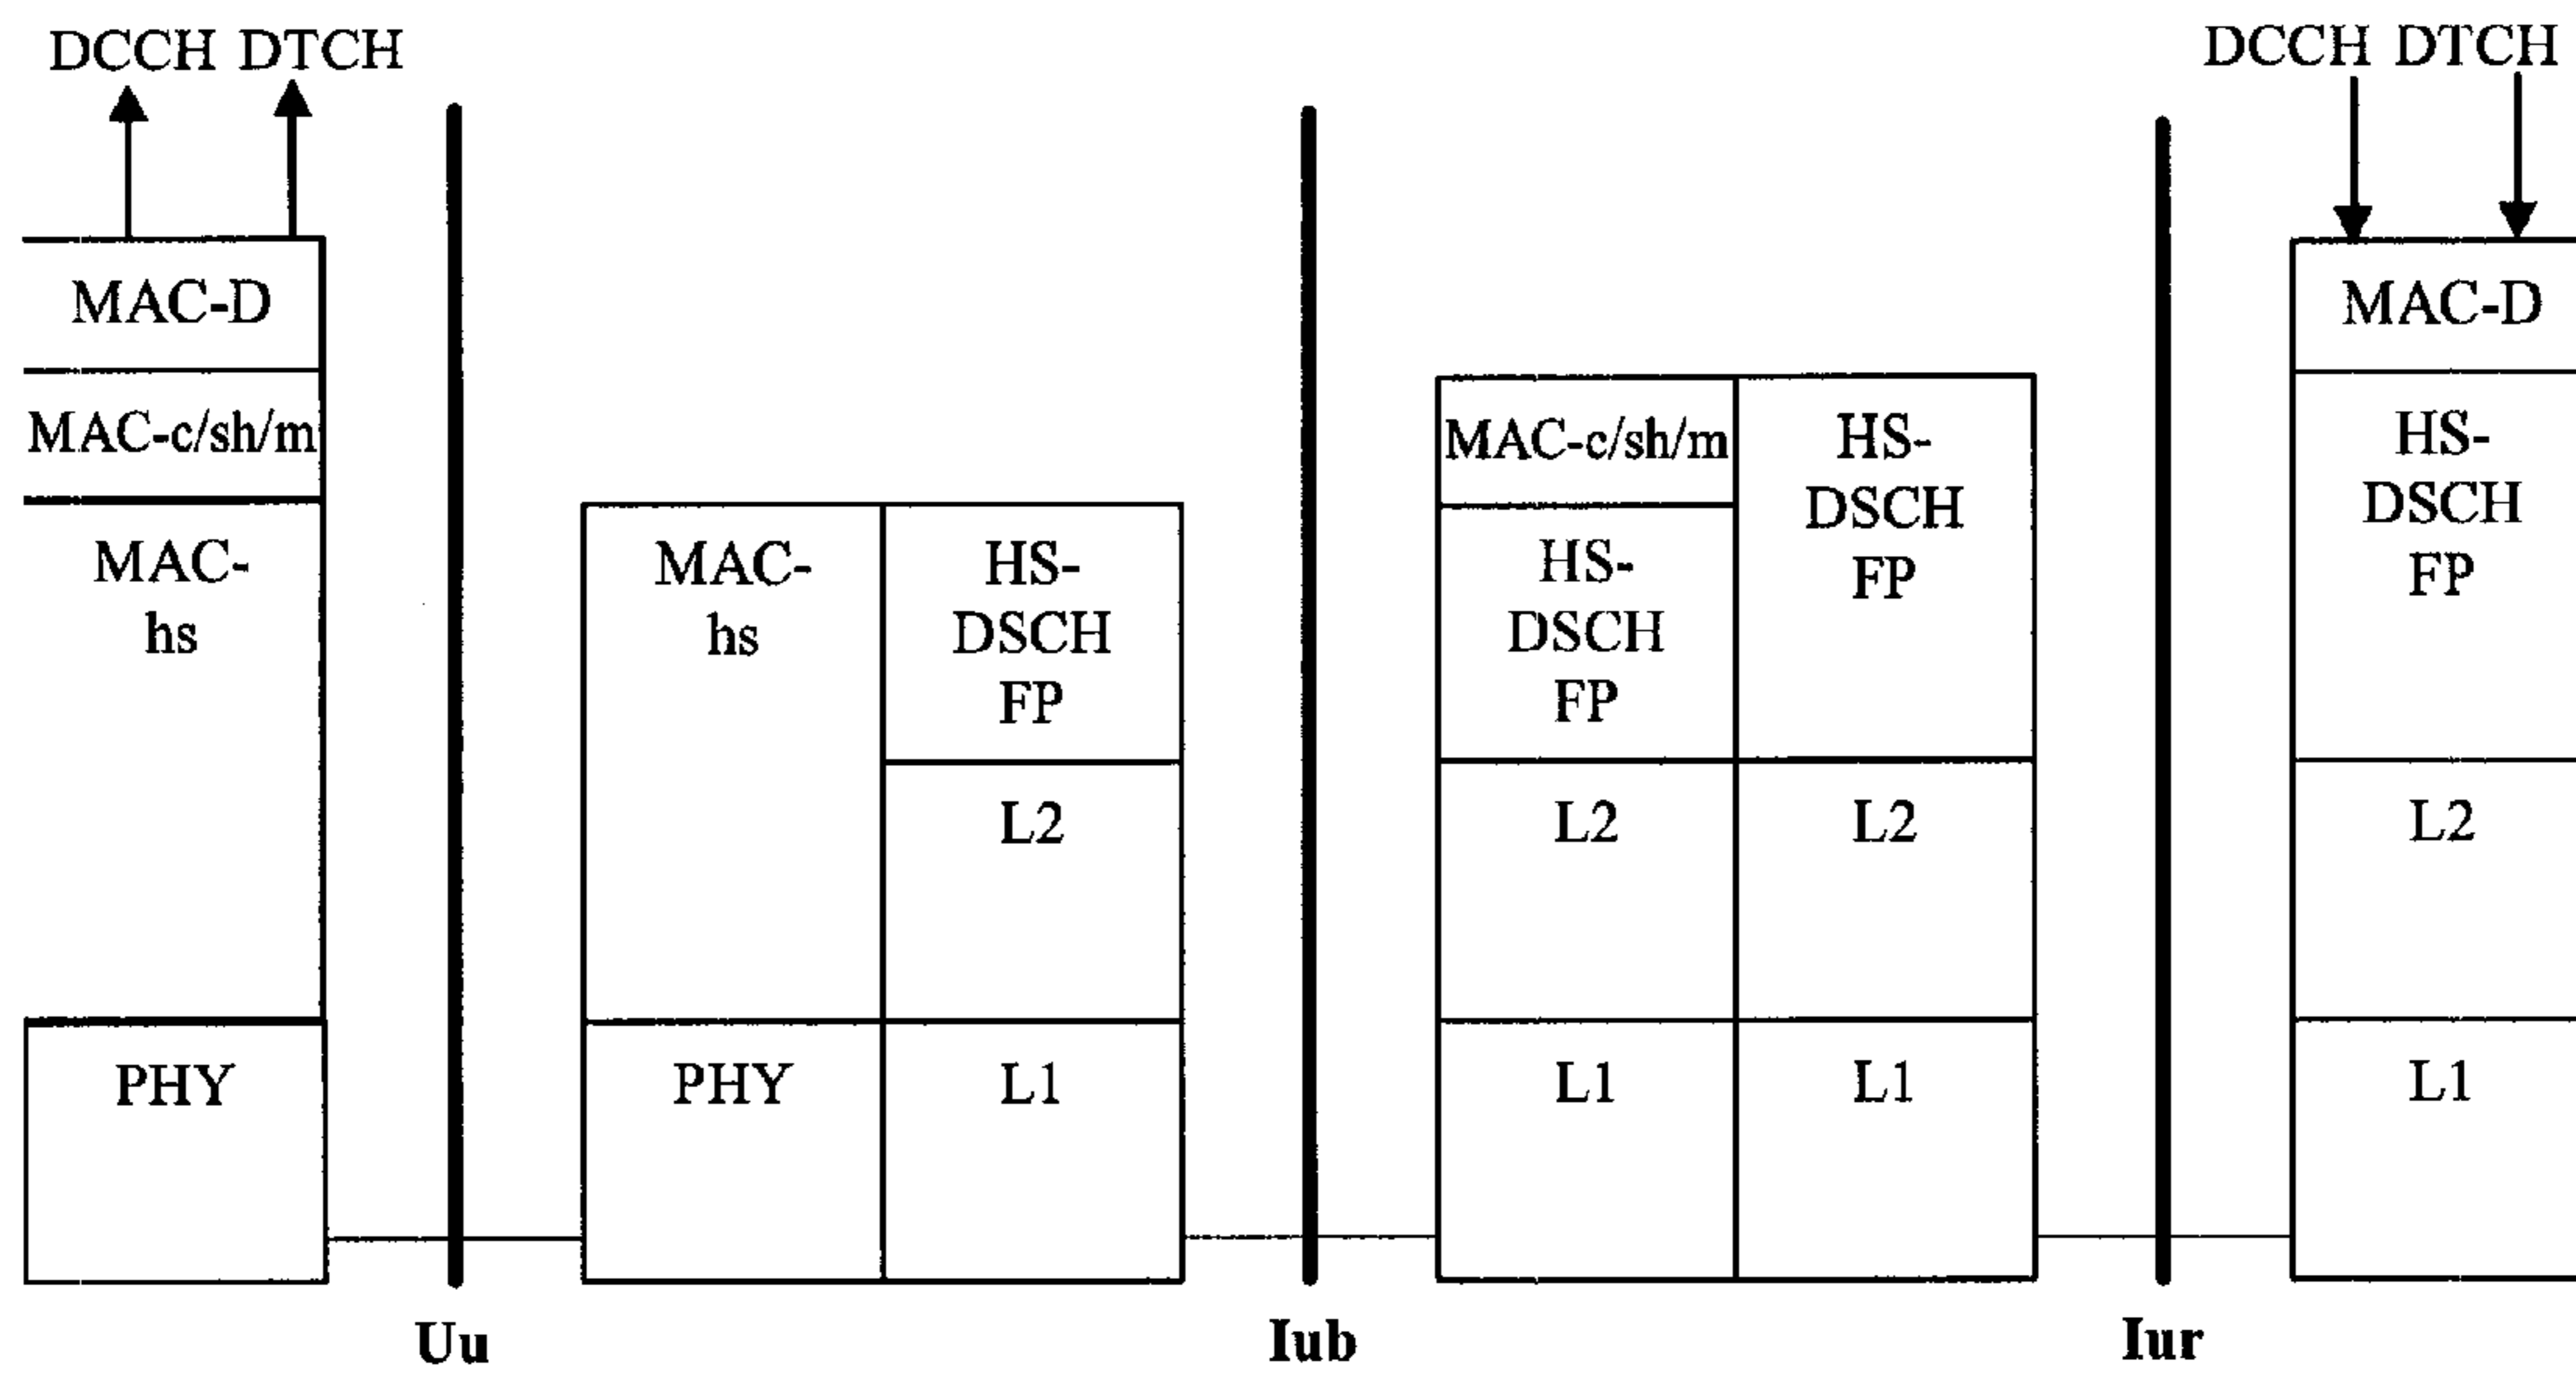 DCCH DTCH
DCCH DTCH
MAC-D
MAC-c/sh/m
MAC-
hs
PHY
MAC-
hs
PHY
HS-
DSCH
FP
L2
L1
MAC-c/sh/m
HS-
DSCH
FP
L2
L1
HS-
DSCH
FP
L2
L1
MAC-D
HS-
DSCH
FP
L2
L1
Uu
Iub
Iur